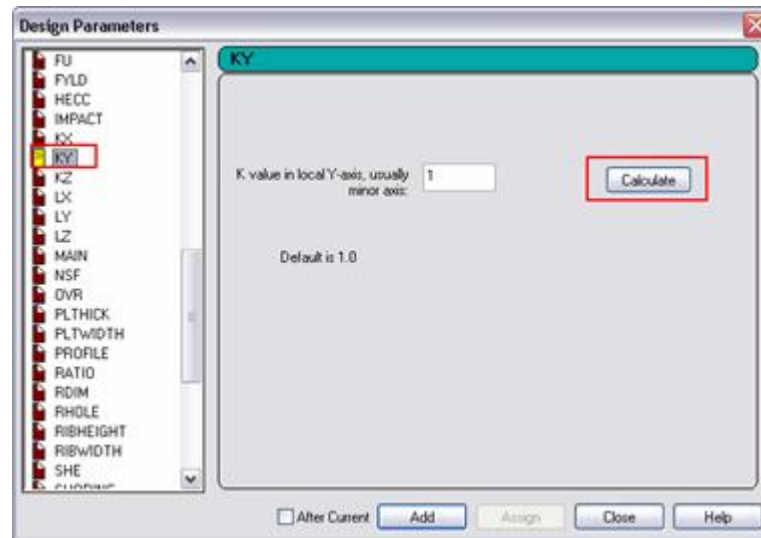 Design Parameters
FU
FYLD
HECC
IMPACT
KX
KY
KZ
LX
LY
LZ
MAIN
NSF
OVR
PLTHICK
PLTWIDTH
PROFILE
RATIO
RDIM
RHOLE
RIBHEIGHT
RIBWIDTH
SHE
KY
K value in local Y-axis, usually
minor axis:
1
Calculate
Default is 1.0
After Current
Add
Assign
Close
Help